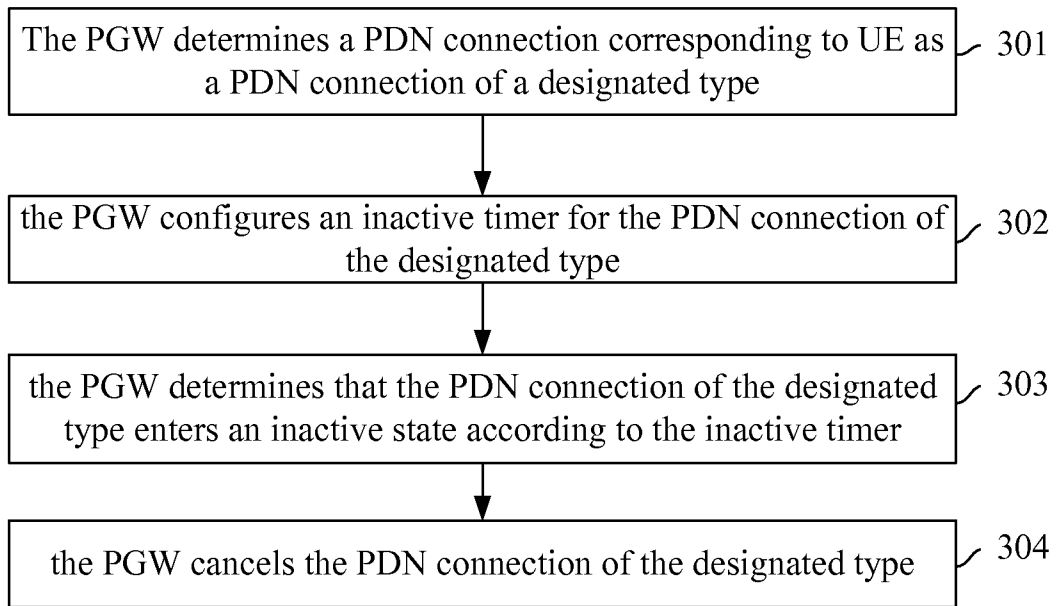 The PGW determines a PDN connection corresponding to UE as
a PDN connection of a designated type
301
the PGW configures an inactive timer for the PDN connection of
the designated type
302
the PGW determines that the PDN connection of the designated
type enters an inactive state according to the inactive timer
303
the PGW cancels the PDN connection of the designated type
304